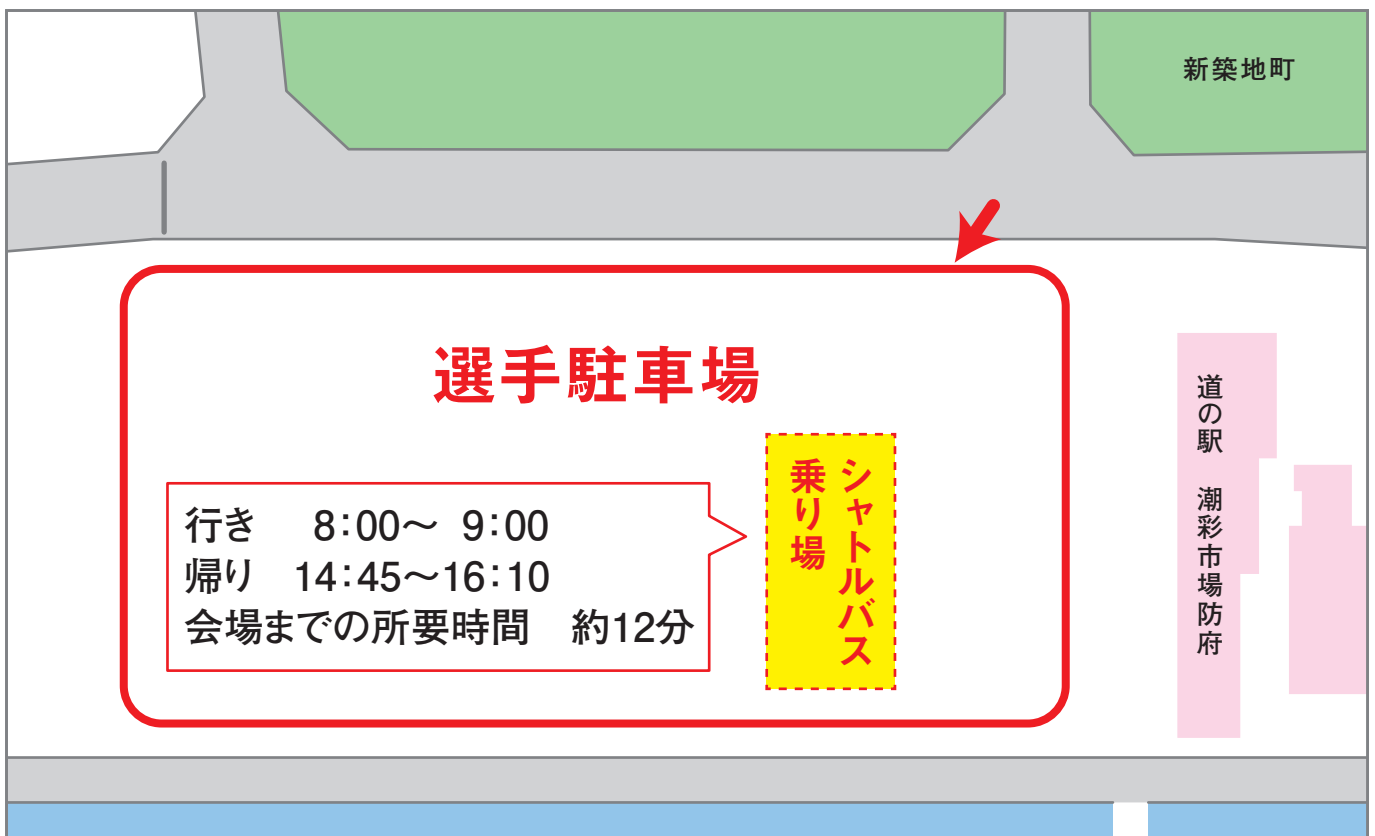 新築地町
選手駐車場
シャトルバス
乗り場
行き　8：00～ 9：00
帰り　14：45～16：10
会場までの所要時間　約12分
道の駅　潮彩市場防府